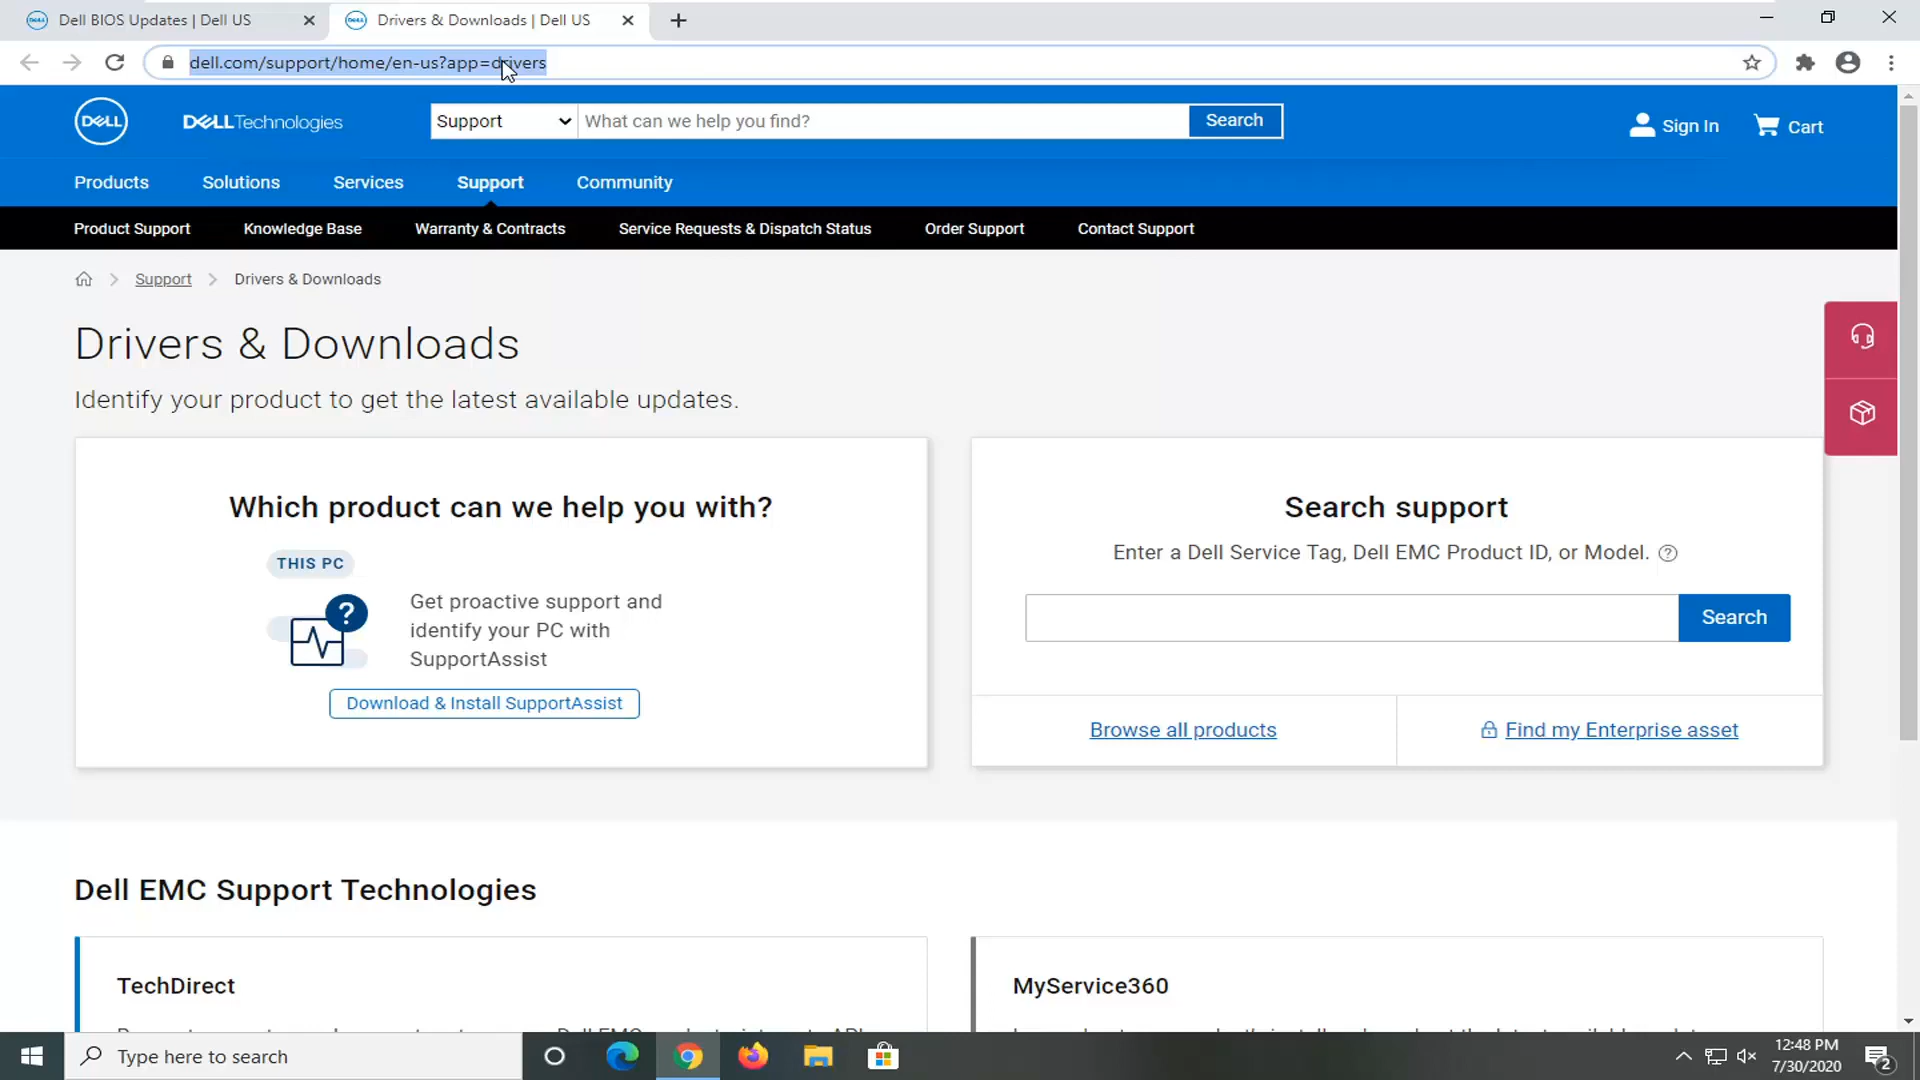 Dell BIOS Updates | Dell US
Drivers & Downloads | Dell US
dell.com/support/home/en-us?app=drivers
DELL
DELLTechnologies
Support
What can we help you find?
Search
Sign In
Cart
Products
Solutions
Services
Support
Community
Product Support
Knowledge Base
Warranty & Contracts
Service Requests & Dispatch Status
Order Support
Contact Support
Support
Drivers & Downloads
Drivers & Downloads
Identify your product to get the latest available updates.
Which product can we help you with?
THIS PC
?
Get proactive support and
identify your PC with
SupportAssist
Download & Install SupportAssist
Search support
Enter a Dell Service Tag, Dell EMC Product ID, or Model. ?
Search
Browse all products
Find my Enterprise asset
Dell EMC Support Technologies
TechDirect
MyService360
Type here to search
12:48 PM
7/30/2020
2